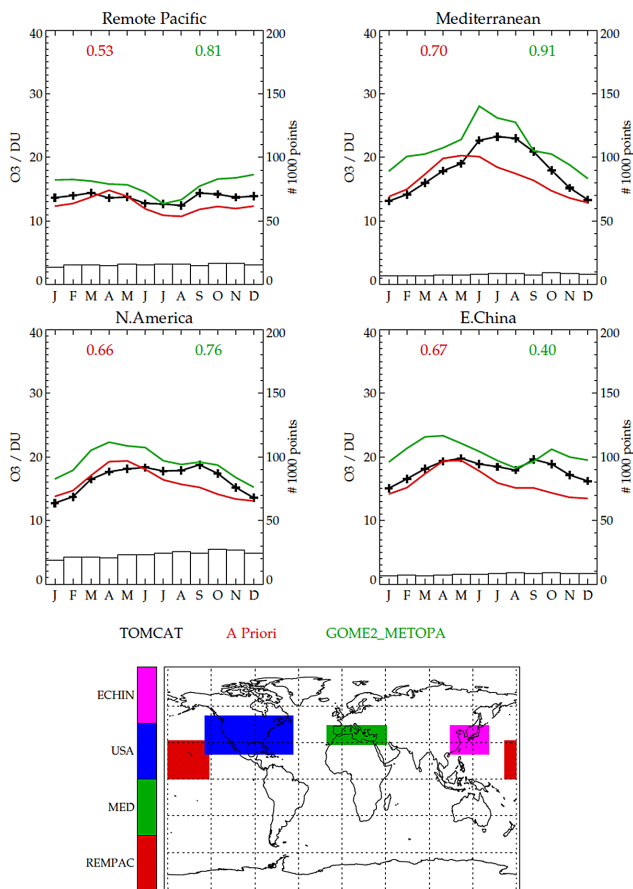 Remote Pacific
Mediterranean
40 200 40 200
0.53 0.81 0.70 0.91
30 150 30 150
O3 / DU
# 1000 points
O3 / DU
# 1000 points
20 100 20 100
10 50 10 50
0 0 0 0
J F M A M J J A S O N D
J F M A M J J A S O N D
N.America
E.China
40 200 40 200
0.66 0.76 0.67 0.40
30 150 30 150
O3 / DU
# 1000 points
O3 / DU
# 1000 points
20 100 20 100
10 50 10 50
0 0 0 0
J F M A M J J A S O N D
J F M A M J J A S O N D
TOMCAT A Priori GOME2_METOPA
ECHIN
USA
MED
REMPAC